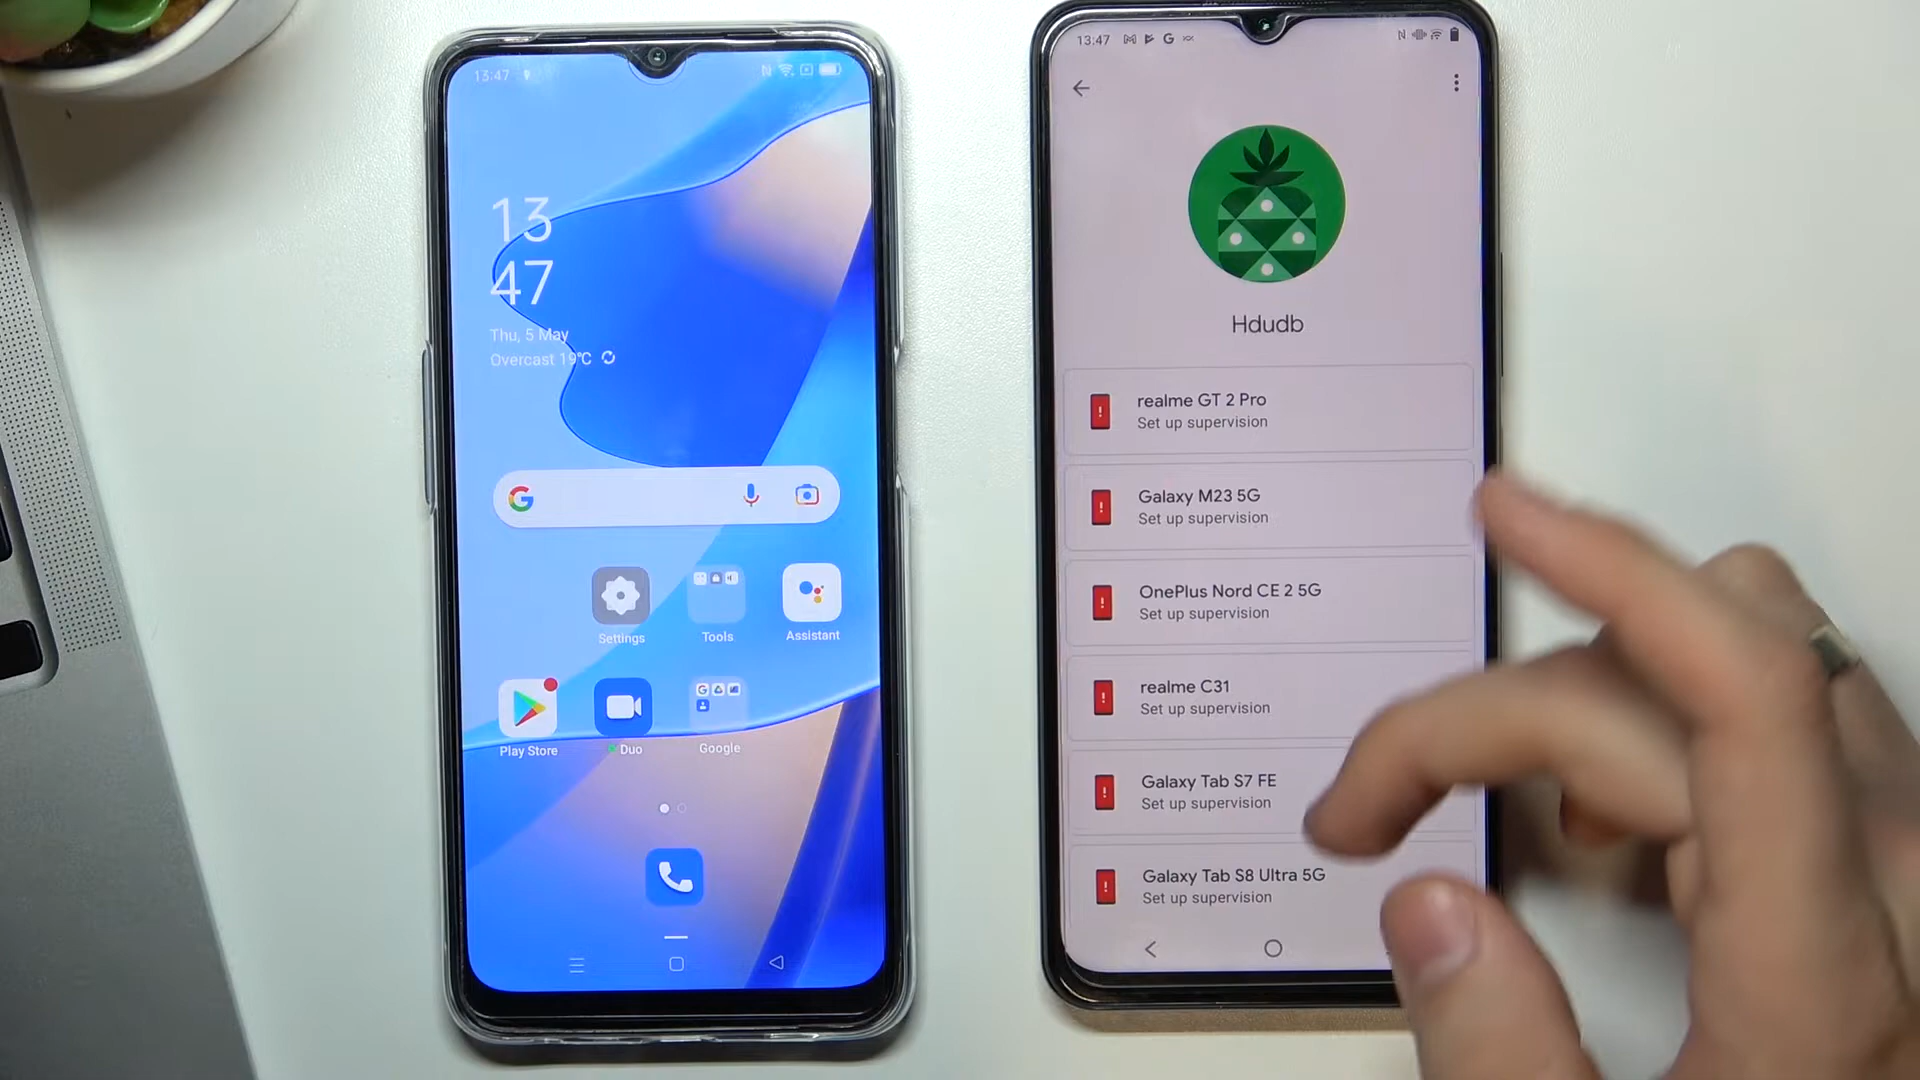 13:47
13
47
Thu, 5 May
Overcast 19°C
Settings
Tools
Assistant
Play Store
Duo
Google
13:47
Hdudb
realme GT 2 Pro
Set up supervision
Galaxy M23 5G
Set up supervision
OnePlus Nord CE 2 5G
Set up supervision
realme C31
Set up supervision
Galaxy Tab S7 FE
Set up supervision
Galaxy Tab S8 Ultra 5G
Set up supervision